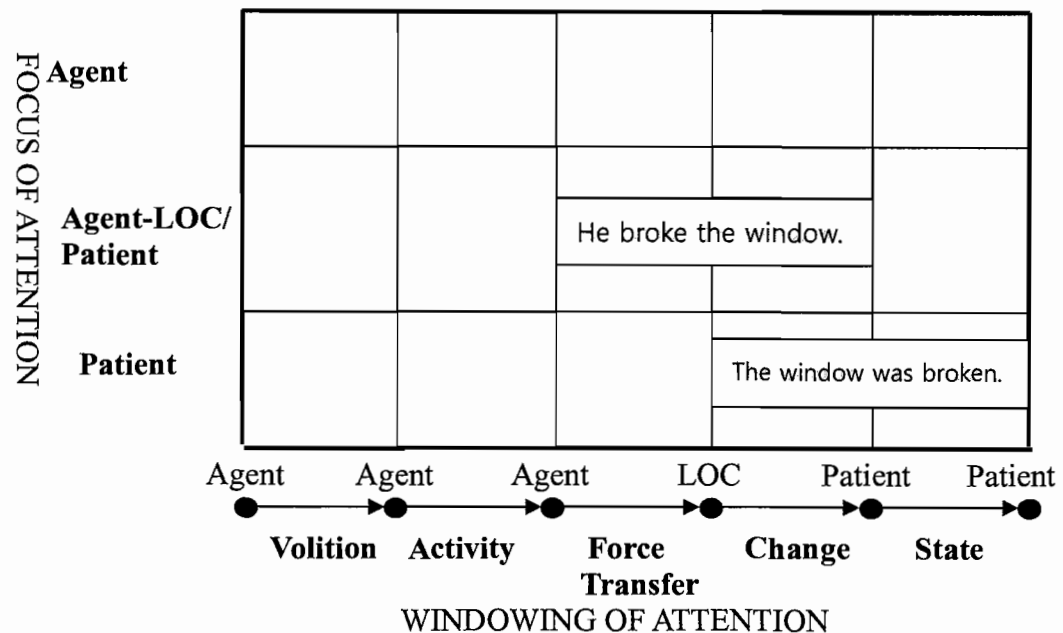 FOCUS OF ATTENTION
Agent
Agent-LOC/
Patient
He broke the window.
Patient
The window was broken.
Agent Agent Agent LOC Patient Patient
Volition Activity Force Change State
Transfer
WINDOWING OF ATTENTION